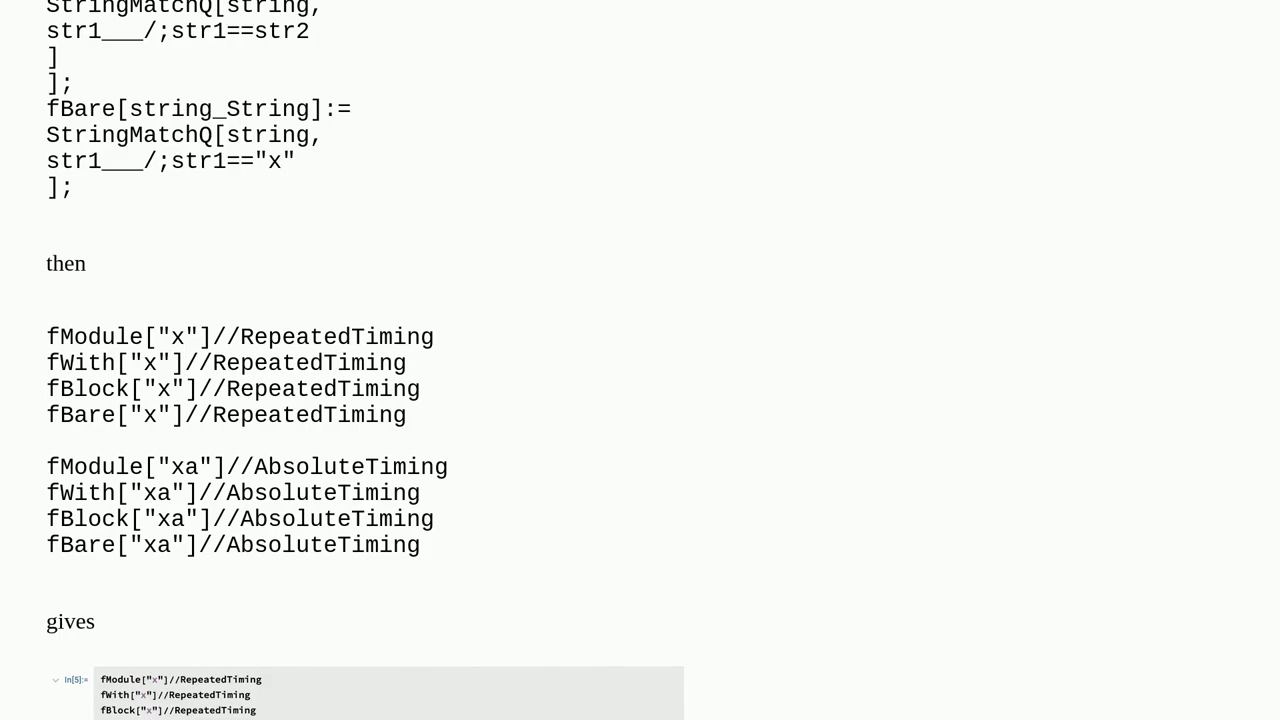 StringMatchQ[string,
str1___/;str1==str2
]
];
fBare[string_String]:=
StringMatchQ[string,
str1___/;str1=="x"
];
then
fModule["x"]//RepeatedTiming
fWith["x"]//RepeatedTiming
fBlock["x"]//RepeatedTiming
fBare["x"]//RepeatedTiming
fModule["xa"]//AbsoluteTiming
fWith["xa"]//AbsoluteTiming
fBlock["xa"]//AbsoluteTiming
fBare["xa"]//AbsoluteTiming
gives
In[5]:= fModule["x"]//RepeatedTiming
fWith["x"]//RepeatedTiming
fBlock["x"]//RepeatedTiming